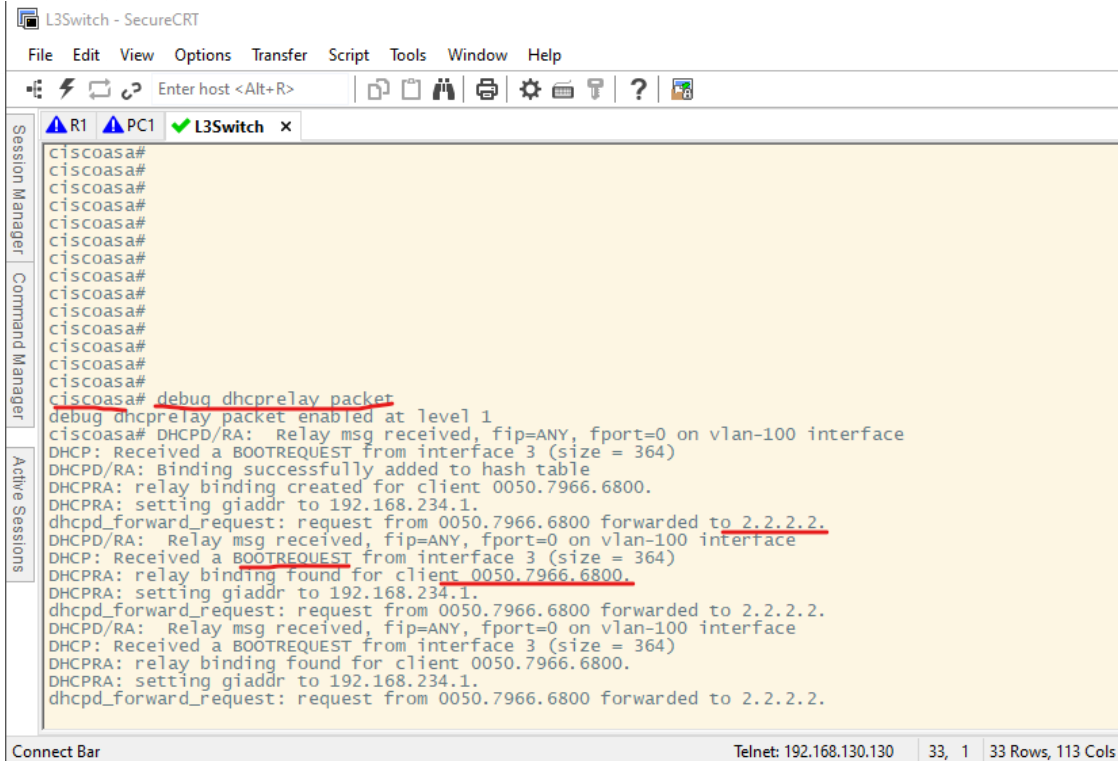 L3Switch - SecureCRT
File Edit View Options Transfer Script Tools Window Help
Enter host <Alt+R>
R1 PC1 L3Switch ×
Session Manager
Command Manager
Active Sessions
ciscoasa#
ciscoasa#
ciscoasa#
ciscoasa#
ciscoasa#
ciscoasa#
ciscoasa#
ciscoasa#
ciscoasa#
ciscoasa#
ciscoasa#
ciscoasa#
ciscoasa#
ciscoasa#
ciscoasa# debug dhcprelay packet
debug dhcprelay packet enabled at level 1
ciscoasa# DHCPD/RA:  Relay msg received, fip=ANY, fport=0 on vlan-100 interface
DHCP: Received a BOOTREQUEST from interface 3 (size = 364)
DHCPD/RA: Binding successfully added to hash table
DHCPRA: relay binding created for client 0050.7966.6800.
DHCPRA: setting giaddr to 192.168.234.1.
dhcpd_forward_request: request from 0050.7966.6800 forwarded to 2.2.2.2.
DHCPD/RA:  Relay msg received, fip=ANY, fport=0 on vlan-100 interface
DHCP: Received a BOOTREQUEST from interface 3 (size = 364)
DHCPRA: relay binding found for client 0050.7966.6800.
DHCPRA: setting giaddr to 192.168.234.1.
dhcpd_forward_request: request from 0050.7966.6800 forwarded to 2.2.2.2.
DHCPD/RA:  Relay msg received, fip=ANY, fport=0 on vlan-100 interface
DHCP: Received a BOOTREQUEST from interface 3 (size = 364)
DHCPRA: relay binding found for client 0050.7966.6800.
DHCPRA: setting giaddr to 192.168.234.1.
dhcpd_forward_request: request from 0050.7966.6800 forwarded to 2.2.2.2.
Connect Bar Telnet: 192.168.130.130 33, 1 33 Rows, 113 Cols